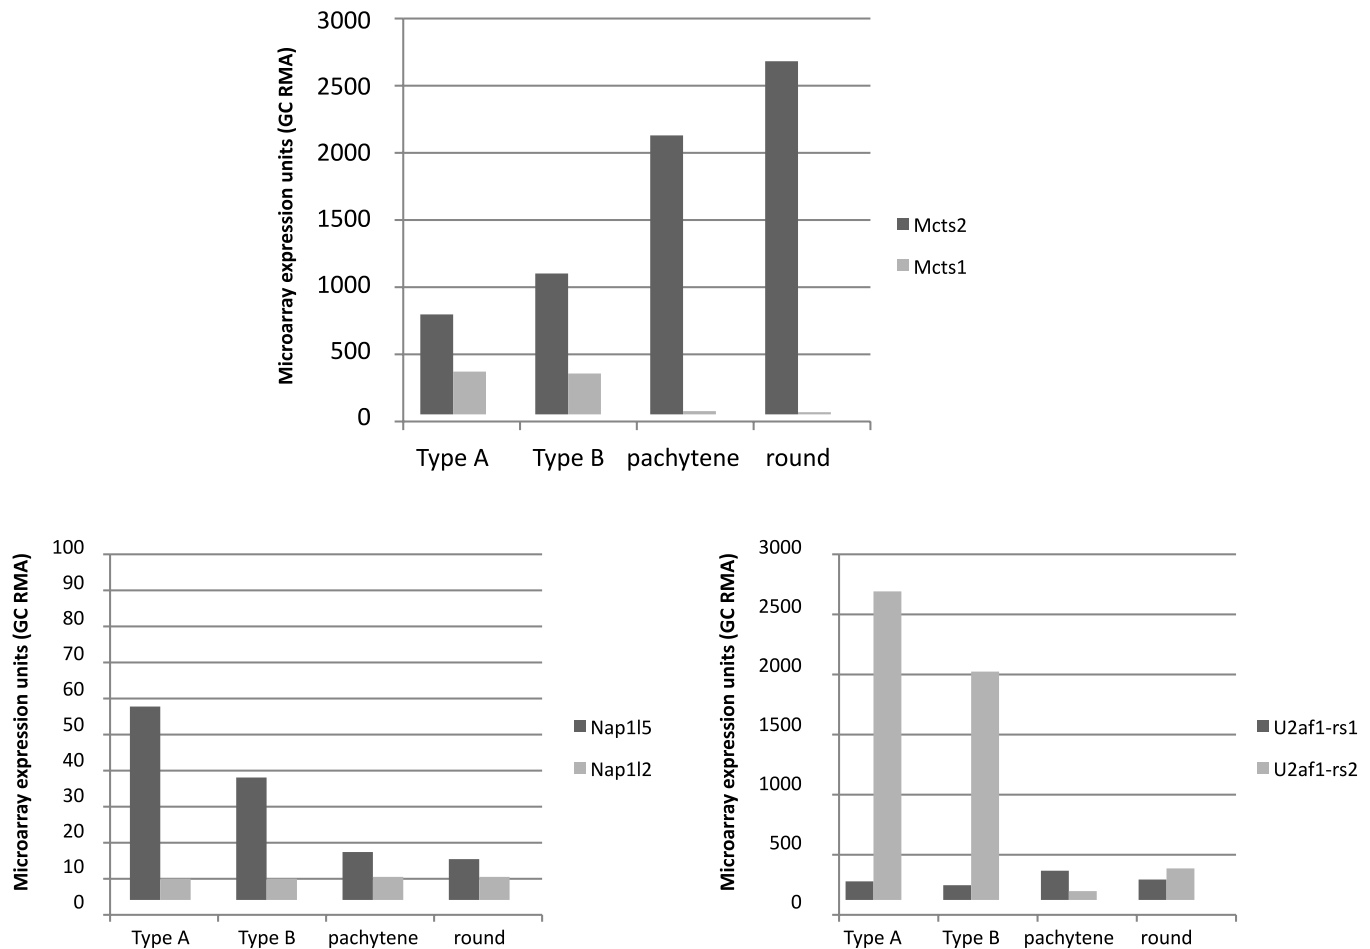 Microarray expression units (GC RMA)
3000
2500
2000
1500
1000
500
0
Type A Type B pachytene round
Mcts2
Mcts1
Microarray expression units (GC RMA)
100
90
80
70
60
50
40
30
20
10
0
Type A Type B pachytene round
Nap1l5
Nap1l2
Microarray expression units (GC RMA)
3000
2500
2000
1500
1000
500
0
Type A Type B pachytene round
U2af1-rs1
U2af1-rs2